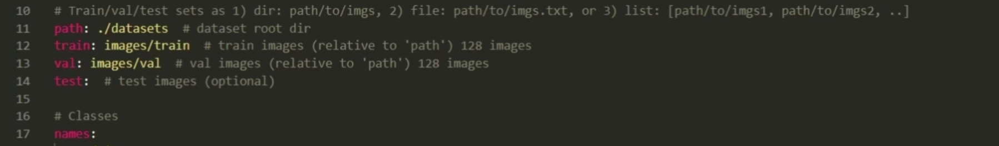 10 # Train/val/test sets as 1) dir: path/to/imgs, 2) file: path/to/imgs.txt, or 3) list: [path/to/imgs1, path/to/imgs2, ..]
11 path: ./datasets  # dataset root dir
12 train: images/train  # train images (relative to 'path') 128 images
13 val: images/val  # val images (relative to 'path') 128 images
14 test:  # test images (optional)
15
16 # Classes
17 names: